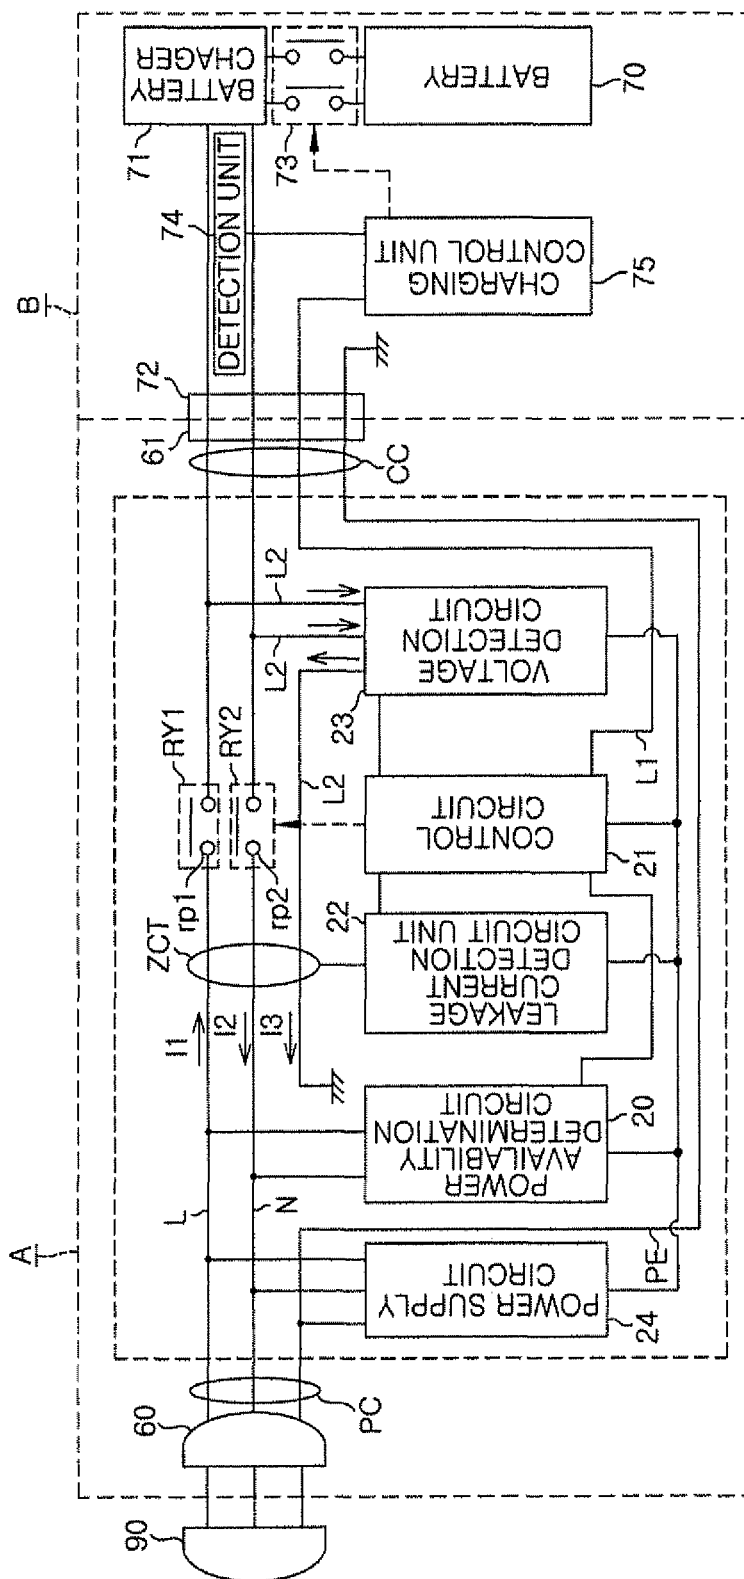 A
B
90
60
PC
L
N
I1
I2
I3
ZCT
rp1
rp2
RY1
RY2
L2
L2
L2
61
72
CC
74
DETECTION UNIT
71
BATTERY
CHAGER
73
BATTERY
70
CHARGING
CONTROL UNIT
75
POWER SUPPLY
CIRCUIT
24
PE
POWER
AVAILABILITY
DETERMINATION
CIRCUIT
20
LEAKAGE
CURRENT
DETECTION
CIRCUIT UNIT
22
CONTROL
CIRCUIT
21
L1
VOLTAGE
DETECTION
CIRCUIT
23